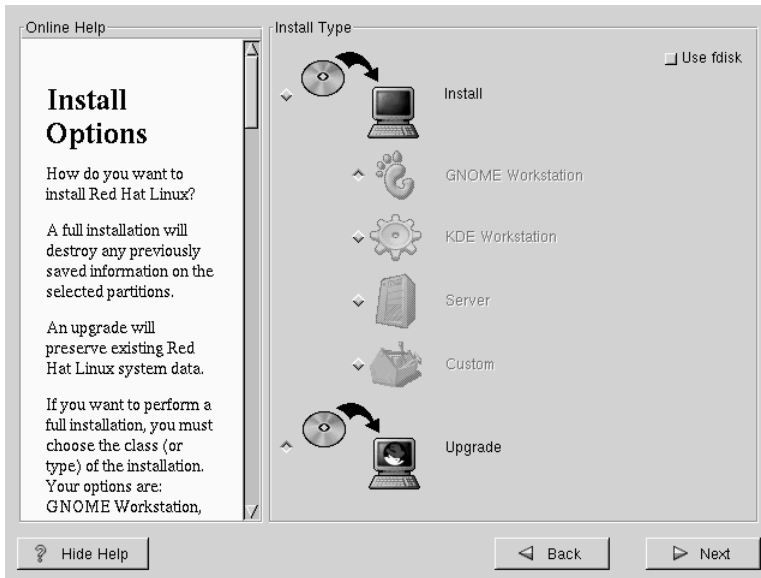 Online Help
Install
Options
How do you want to
install Red Hat Linux?
A full installation will
destroy any previously
saved information on the
selected partitions.
An upgrade will
preserve existing Red
Hat Linux system data.
If you want to perform a
full installation, you must
choose the class (or
type) of the installation.
Your options are:
GNOME Workstation,
Install Type
Use fdisk
Install
GNOME Workstation
KDE Workstation
Server
Custom
Upgrade
? Hide Help
Back
Next